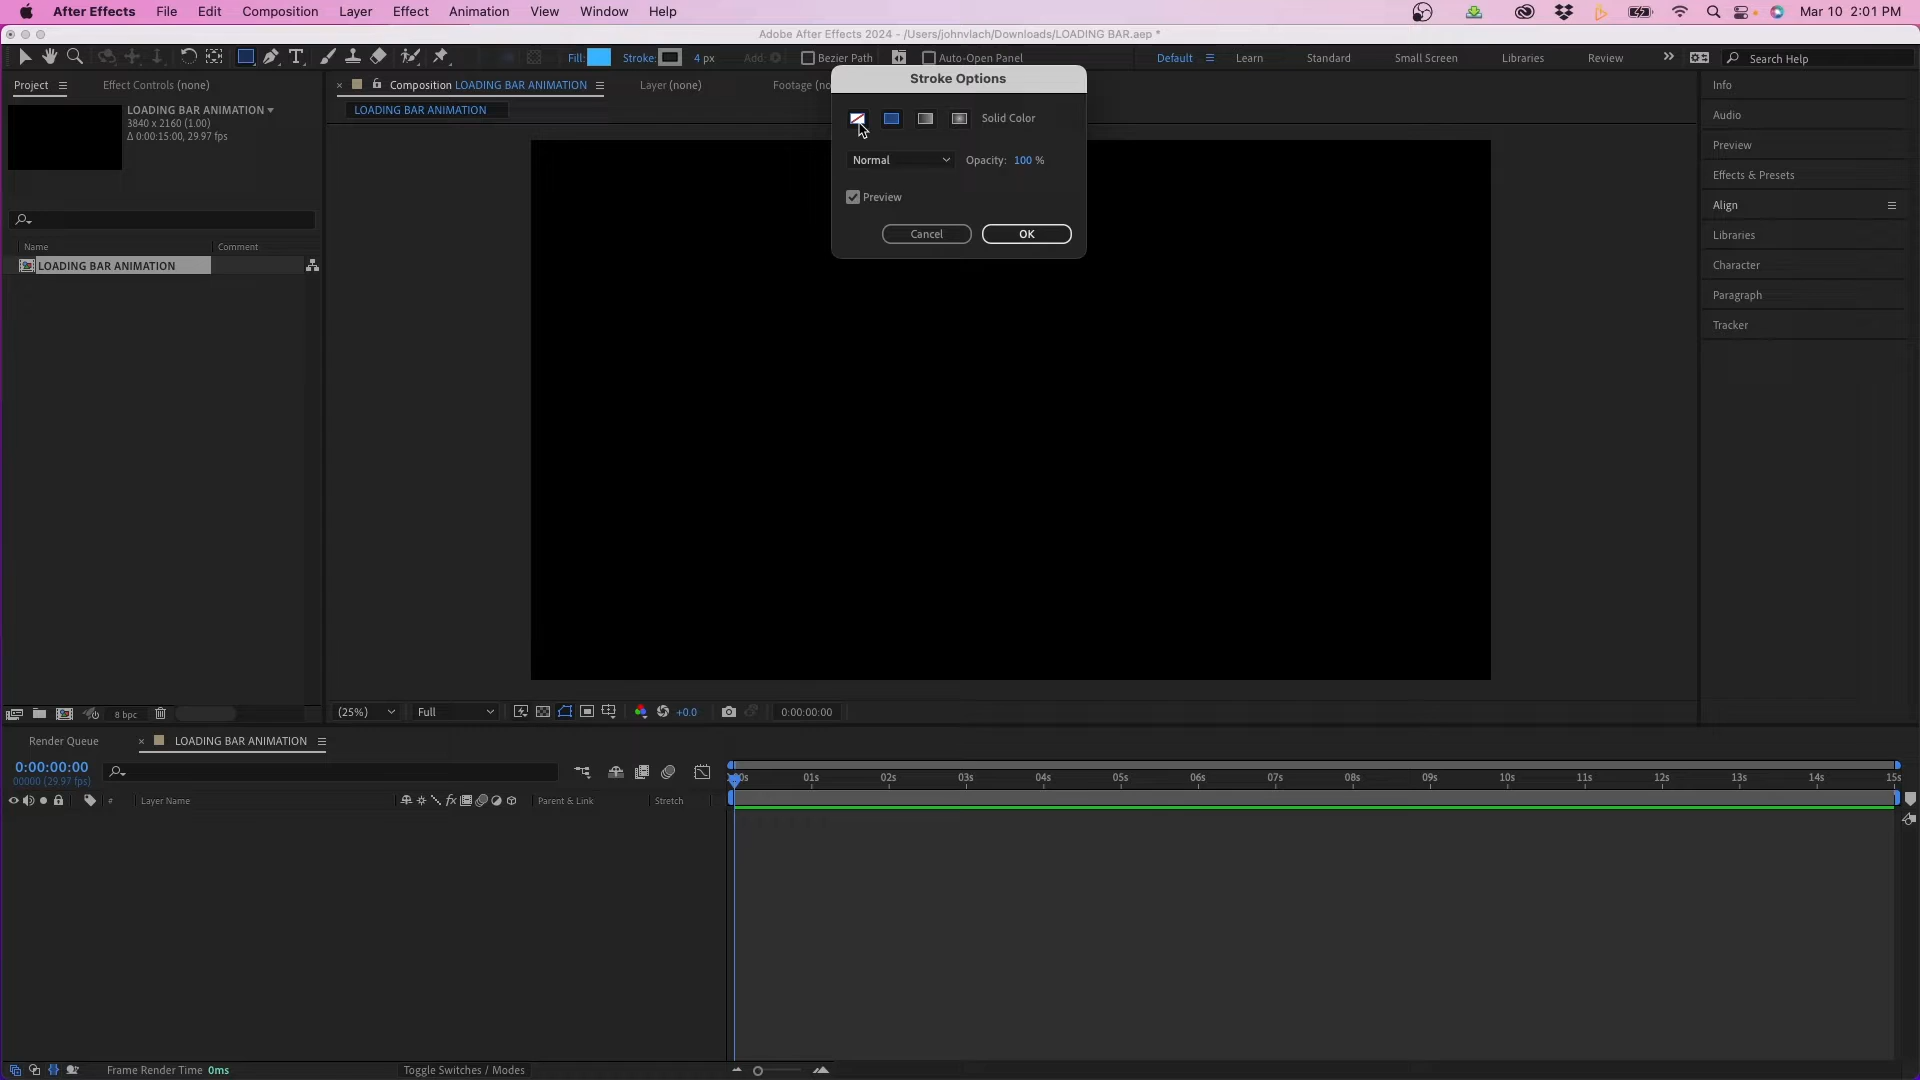 After Effects File Edit Composition Layer Effect Animation View Window Help Mar 10 2:01 PM
Adobe After Effects 2024 - /Users/johnvlach/Downloads/LOADING BAR.aep *
Fill: Stroke: 4 px Add: Bezier Path Auto-Open Panel Default Learn Standard Small Screen Libraries Review Search Help
Project Effect Controls (none) Composition LOADING BAR ANIMATION Layer (none) Footage (no
LOADING BAR ANIMATION
3840 x 2160 (1.00)
Δ 0:00:15:00, 29.97 fps
LOADING BAR ANIMATION
Stroke Options
Solid Color
Normal Opacity: 100 %
Preview
Cancel OK
Info
Audio
Preview
Effects & Presets
Align
Libraries
Character
Paragraph
Tracker
Name Comment
LOADING BAR ANIMATION
8 bpc (25%) Full +0.0 0:00:00:00
Render Queue LOADING BAR ANIMATION
0:00:00:00
00000 (29.97 fps)
# Layer Name Parent & Link Stretch
01s 02s 03s 04s 05s 06s 07s 08s 09s 10s 11s 12s 13s 14s 15s
Frame Render Time 0ms Toggle Switches / Modes